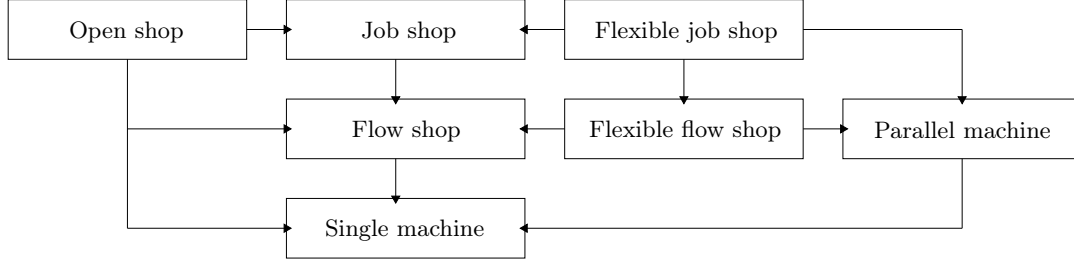 Open shop
Job shop
Flexible job shop
Flow shop
Flexible flow shop
Parallel machine
Single machine